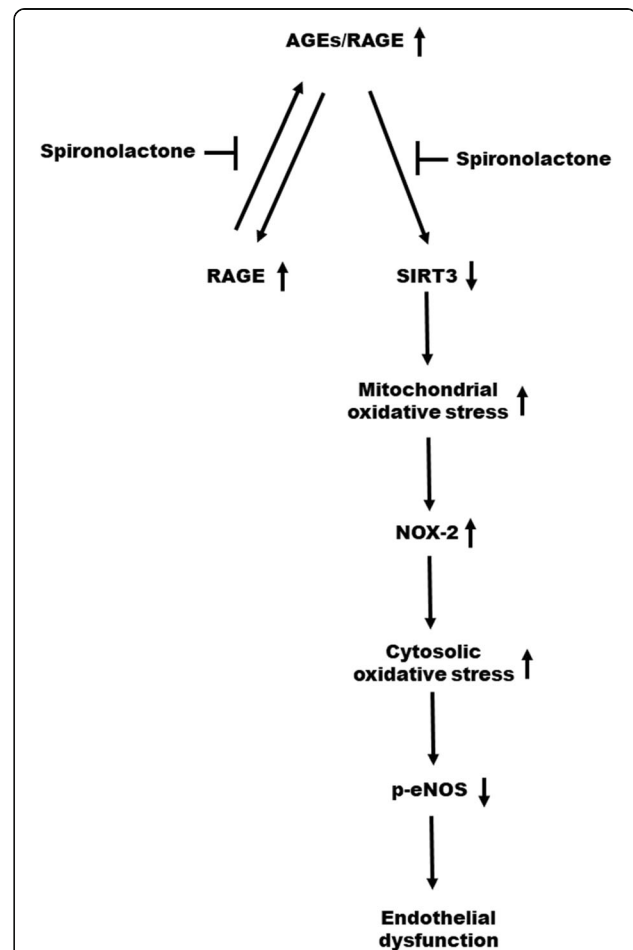 AGEs/RAGE
Spironolactone
Spironolactone
RAGE
SIRT3
Mitochondrial
oxidative stress
NOX-2
Cytosolic
oxidative stress
p-eNOS
Endothelial
dysfunction